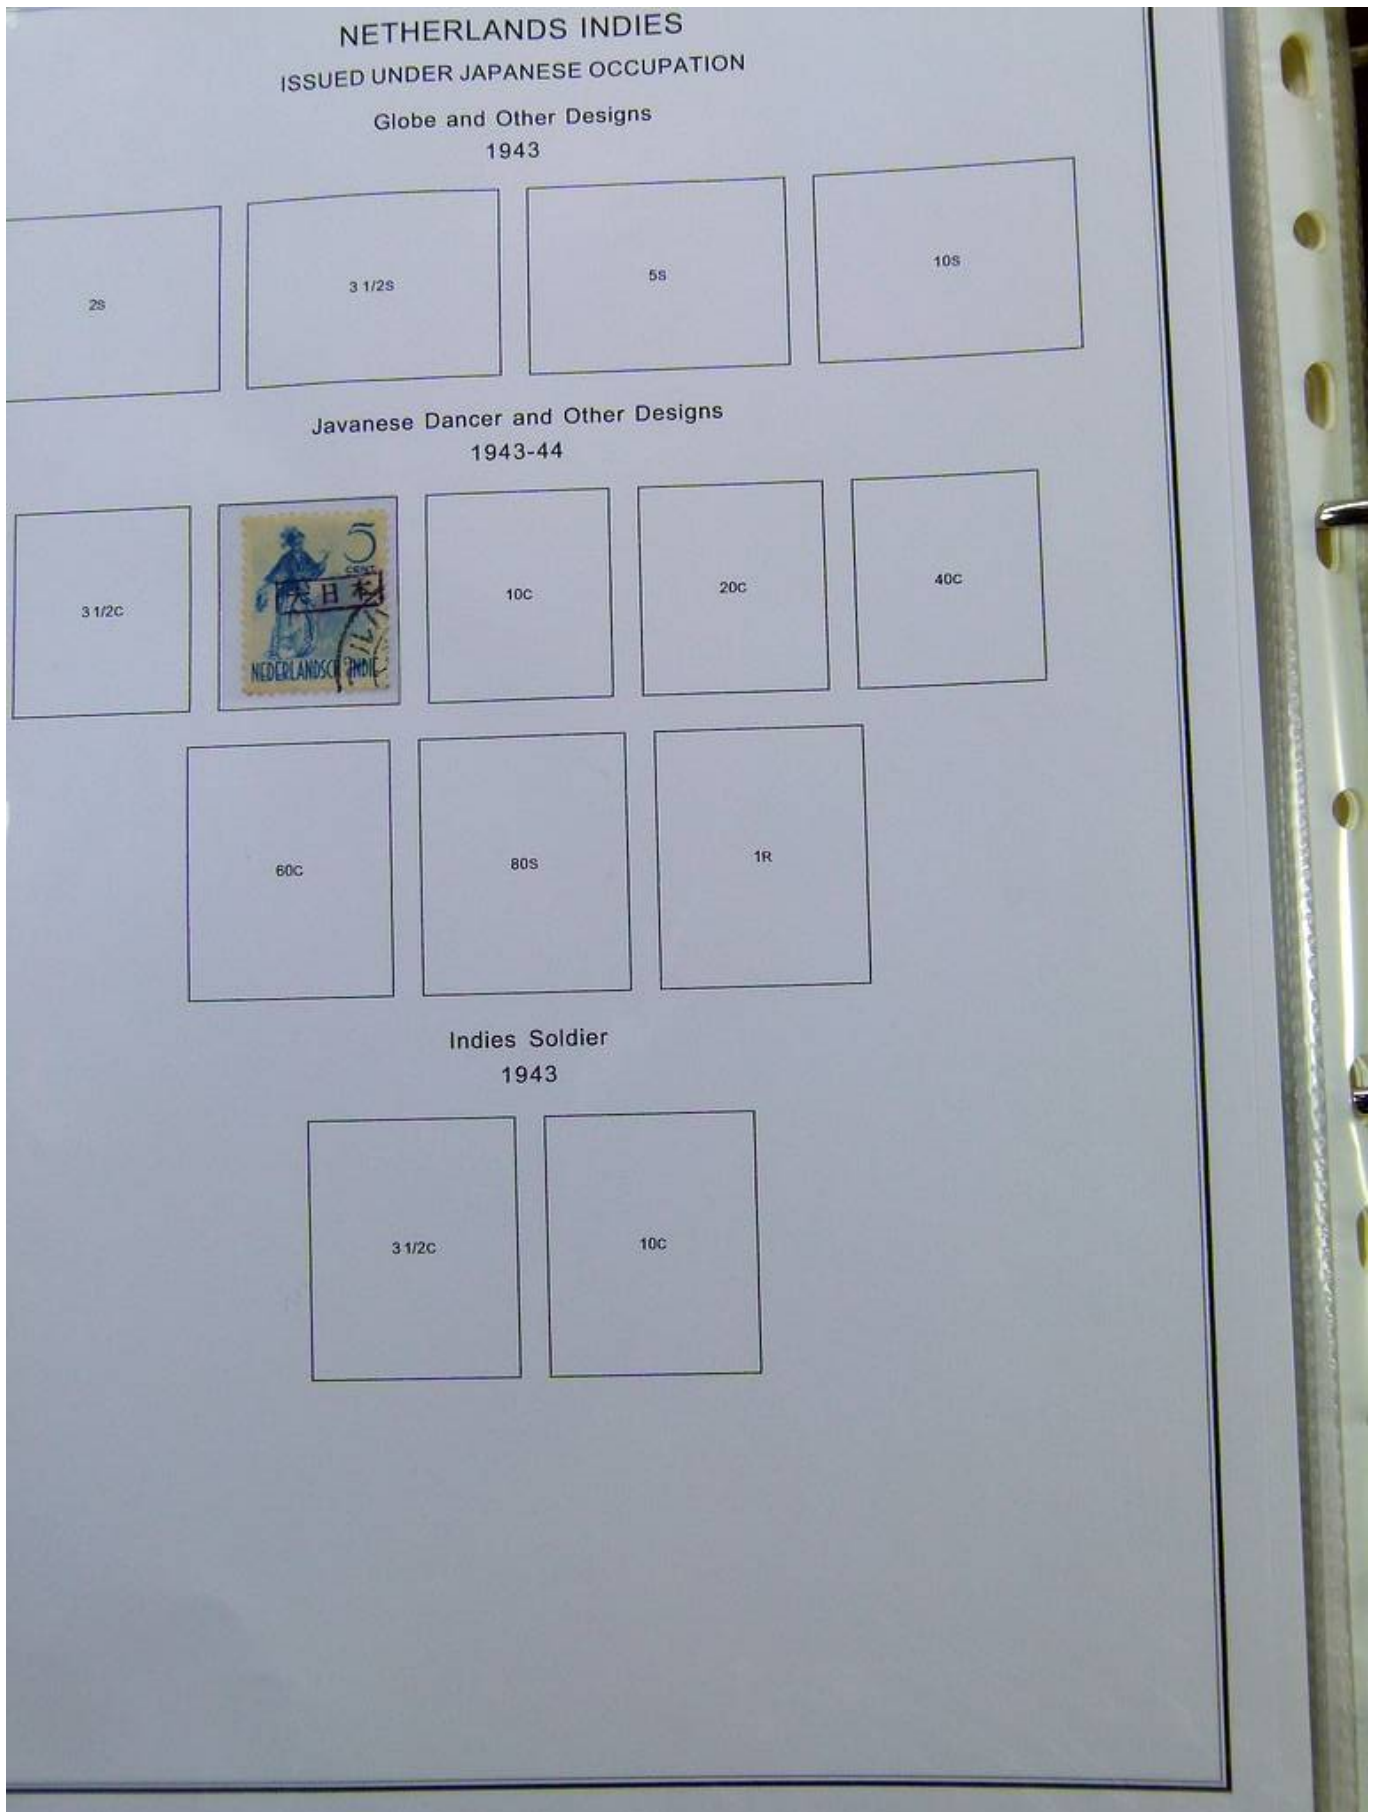 NETHERLANDS INDIES
ISSUED UNDER JAPANESE OCCUPATION
Globe and Other Designs
1943
2S
3 1/2S
5S
10S
Javanese Dancer and Other Designs
1943-44
3 1/2C
5
CENT
大日本
NEDERLANDSCH INDIE
10C
20C
40C
60C
80S
1R
Indies Soldier
1943
3 1/2C
10C